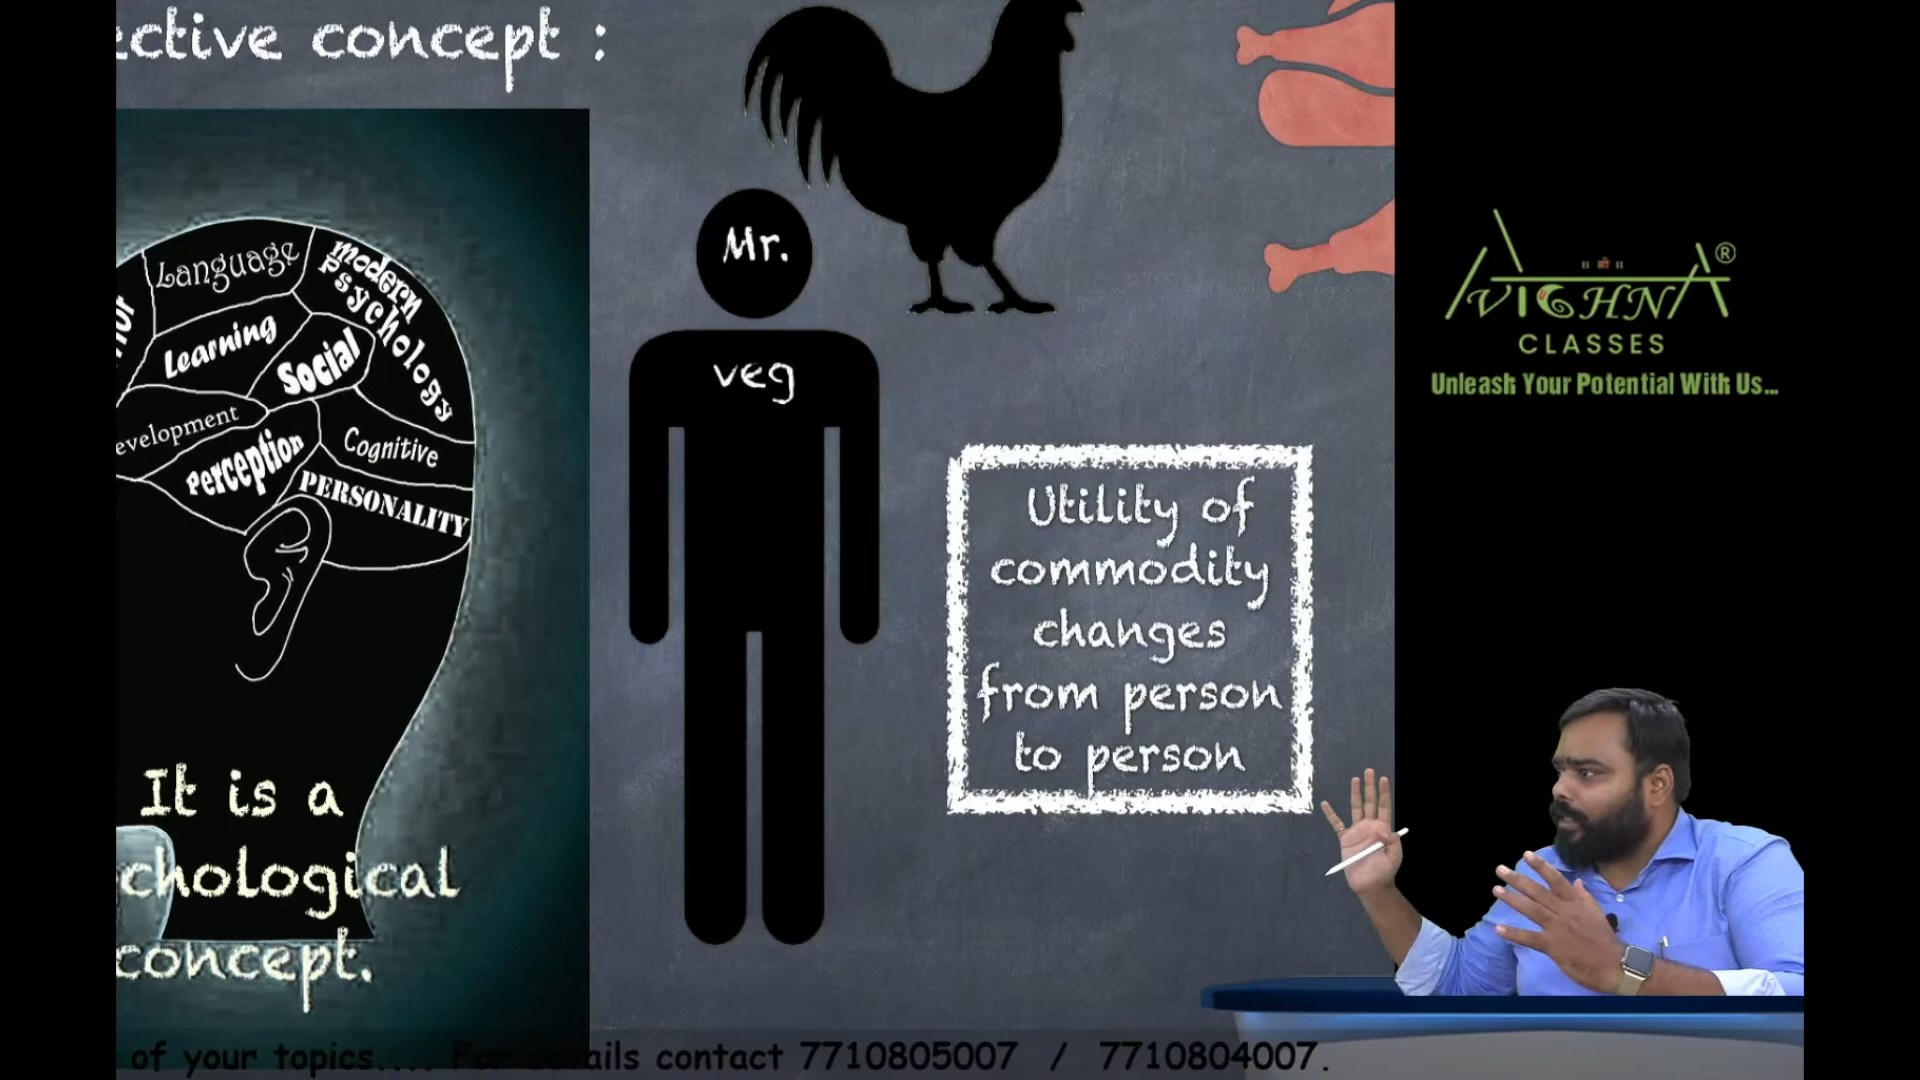 ective concept :
Language
modern
psychology
Learning
Social
evelopment
Perception
Cognitive
PERSONALITY
It is a
chological
concept.
Mr.
veg
Utility of
commodity
changes
from person
to person
॥ श्री ॥
AVIGHNA®
CLASSES
Unleash Your Potential With Us...
of your topics.... For details contact 7710805007 / 7710804007.